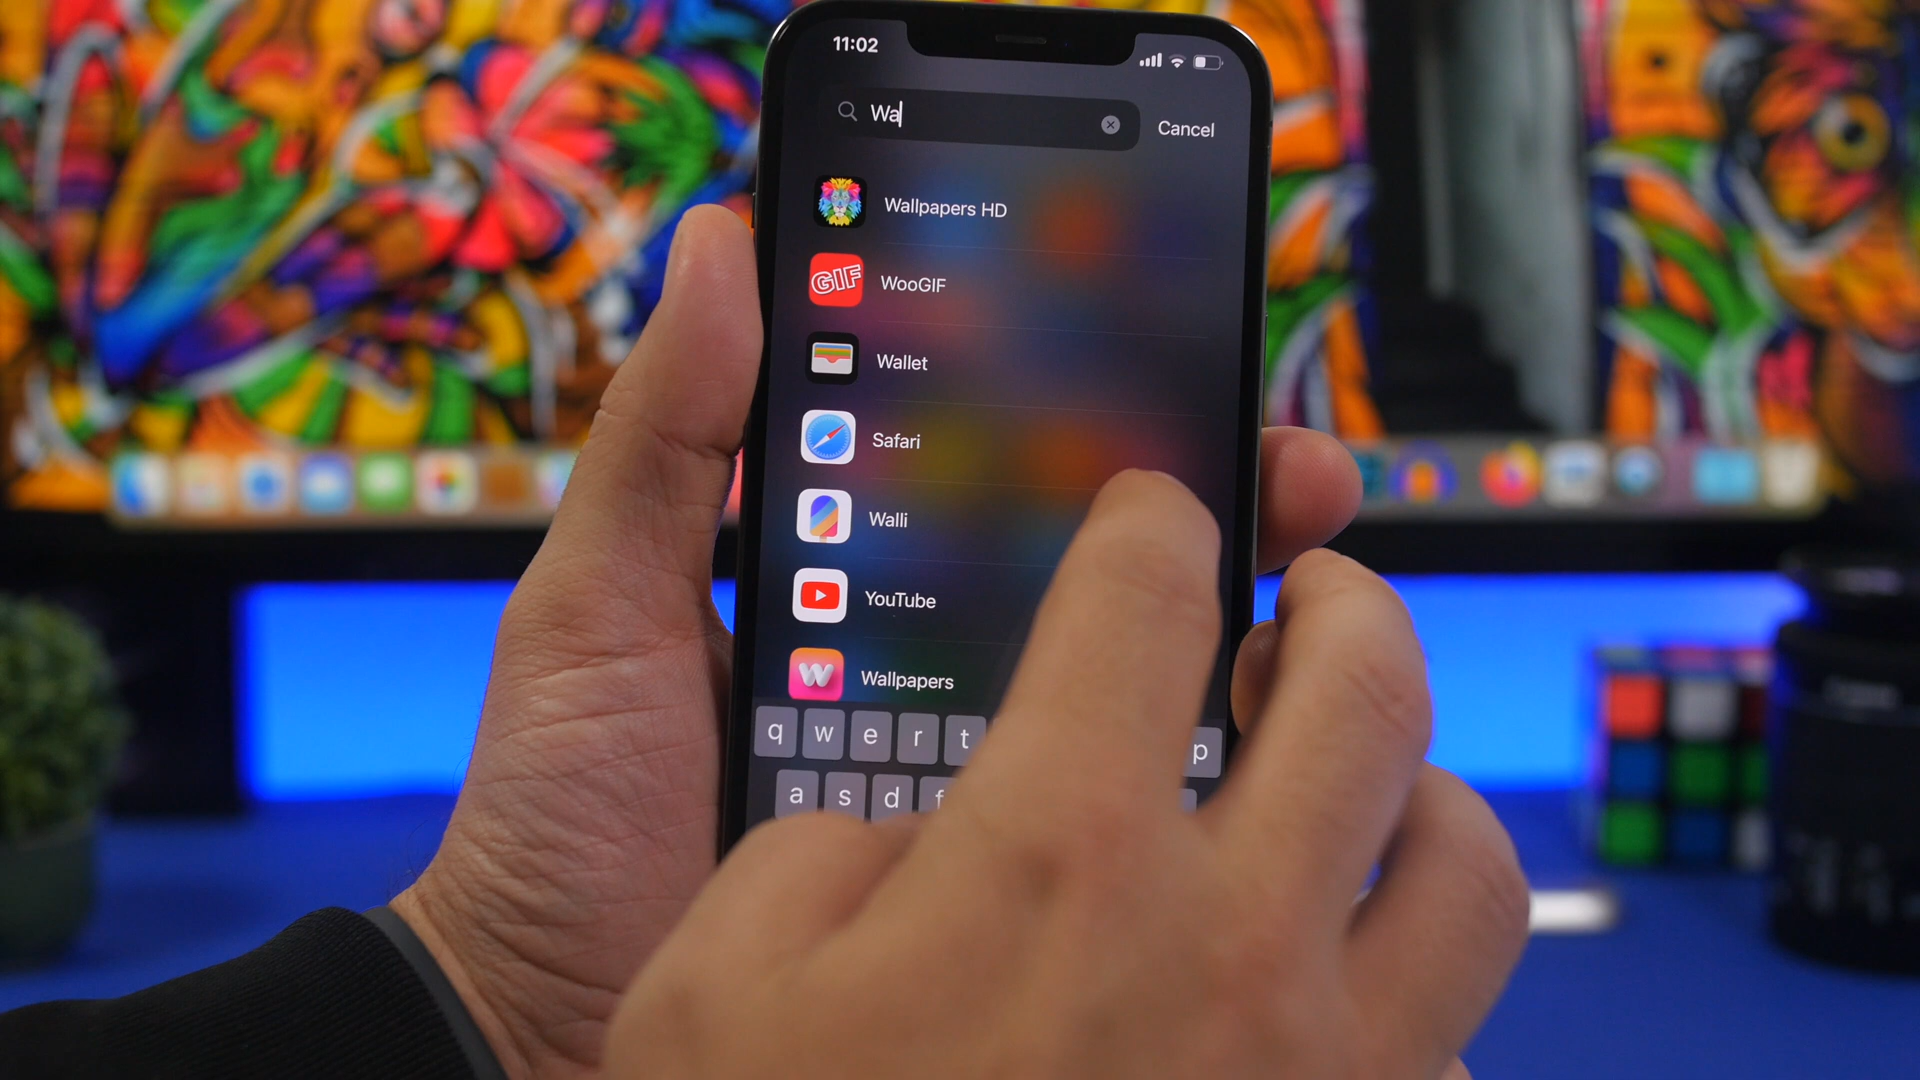 11:02
Wa
Cancel
Wallpapers HD
GIF
WooGIF
Wallet
Safari
Walli
YouTube
W
Wallpapers
q w e r t p
a s d f